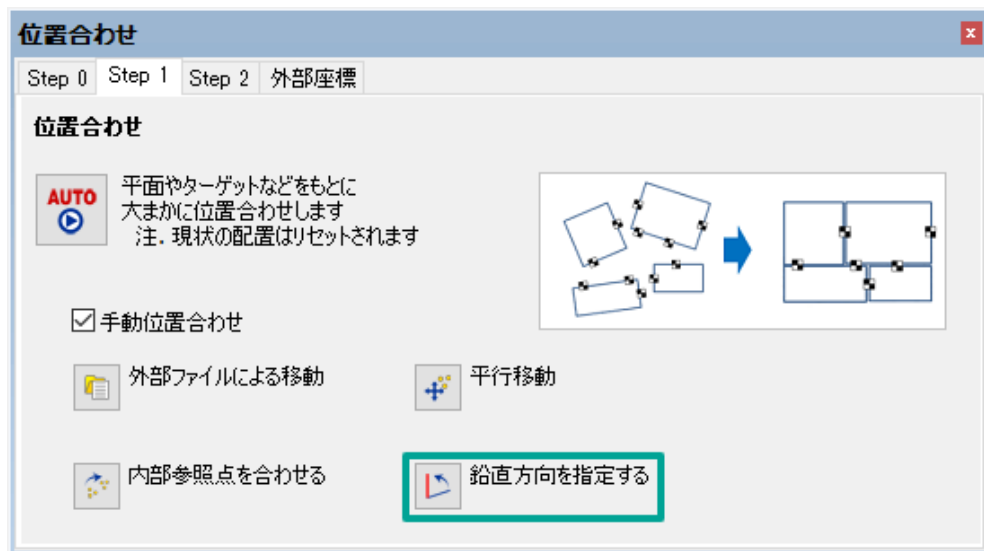 位置合わせ
x
Step 0 Step 1 Step 2 外部座標
位置合わせ
AUTO
平面やターゲットなどをもとに
大まかに位置合わせします
注. 現状の配置はリセットされます
手動位置合わせ
外部ファイルによる移動
平行移動
内部参照点を合わせる
鉛直方向を指定する